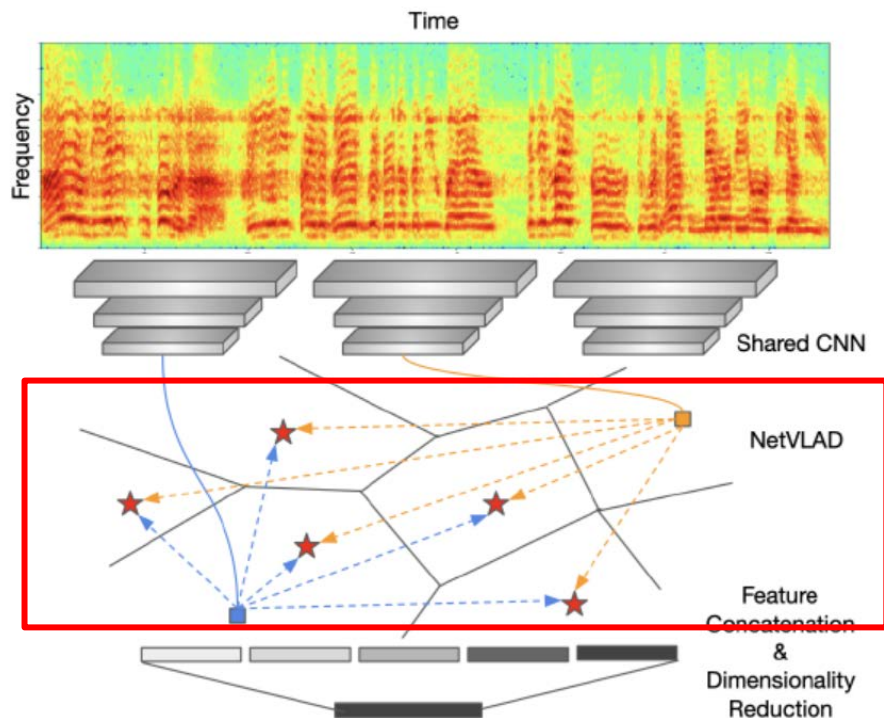 Time
Frequency
Shared CNN
NetVLAD
Feature
Concatenation
&
Dimensionality
Reduction